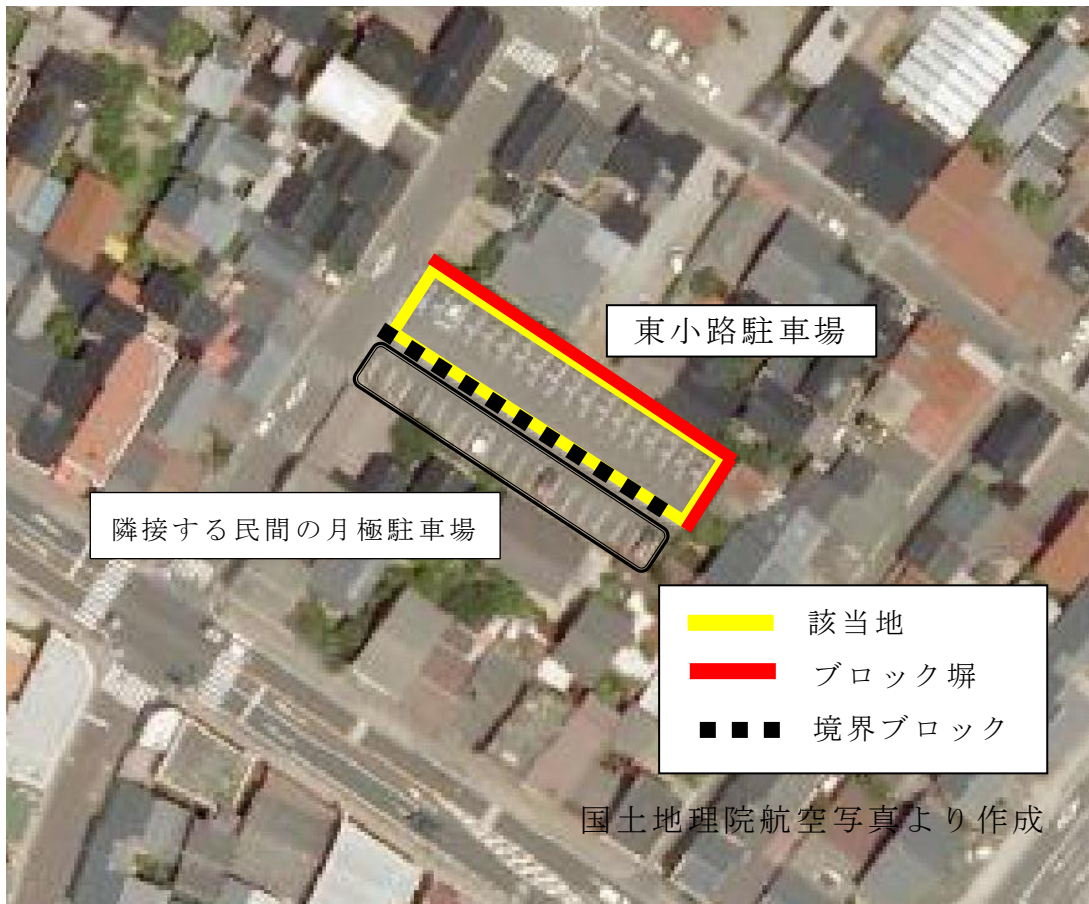 東小路駐車場
隣接する民間の月極駐車場
該当地
ブロック塀
境界ブロック
国土地理院航空写真より作成